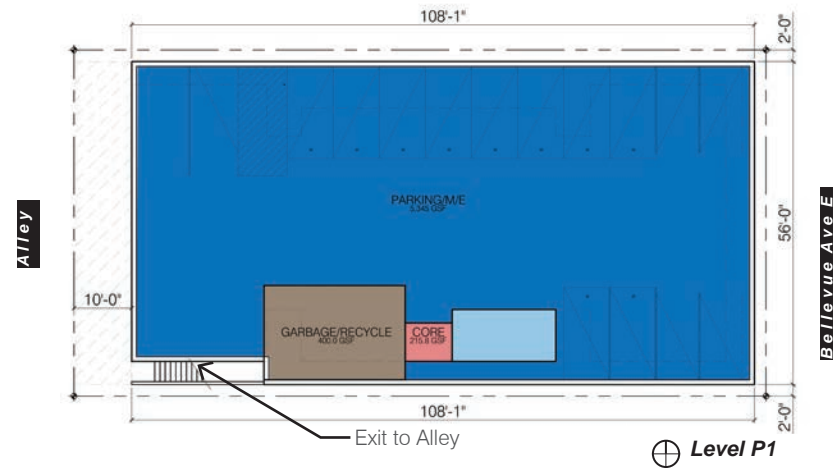 108'-1"
2'-0"
Alley
PARKING/M/E
5,345 GSF
56'-0"
Bellevue Ave E
10'-0"
GARBAGE/RECYCLE
400.0 GSF
CORE
215.8 GSF
108'-1"
2'-0"
Exit to Alley
Level P1